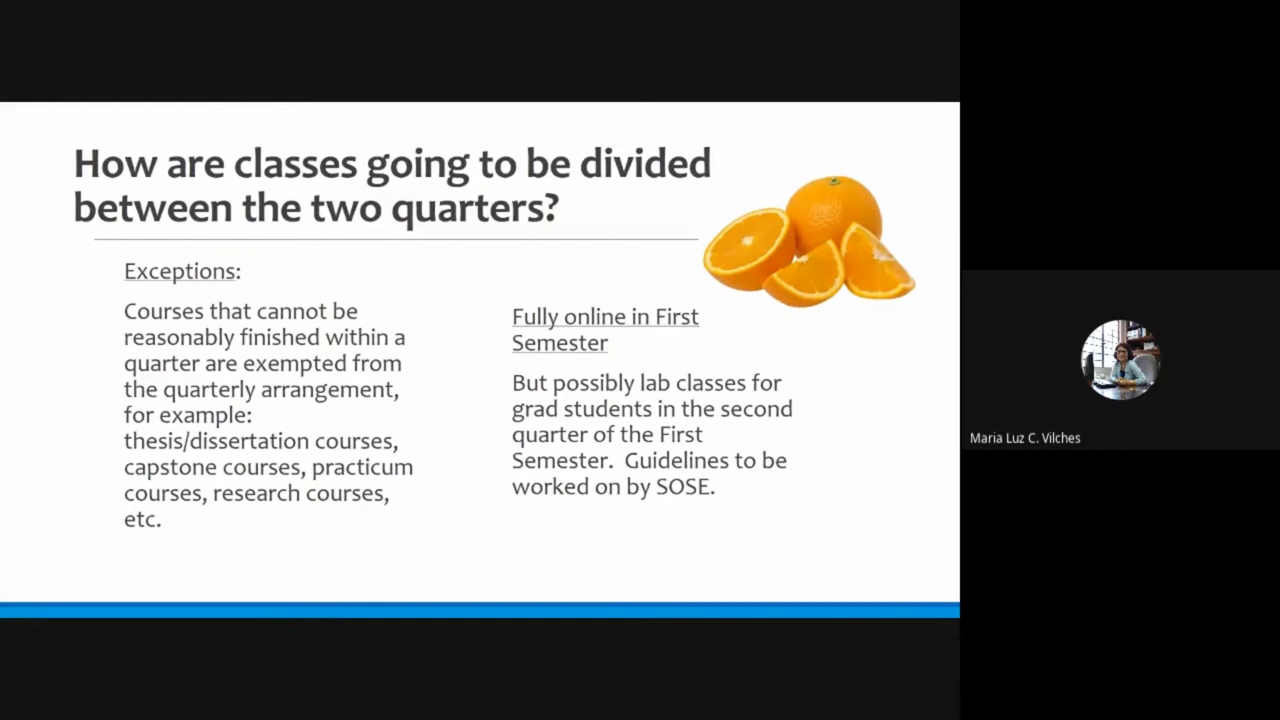 How are classes going to be divided
between the two quarters?
Exceptions:
Courses that cannot be
reasonably finished within a
quarter are exempted from
the quarterly arrangement,
for example:
thesis/dissertation courses,
capstone courses, practicum
courses, research courses,
etc.
Fully online in First
Semester
But possibly lab classes for
grad students in the second
quarter of the First
Semester. Guidelines to be
worked on by SOSE.
Maria Luz C. Vilches